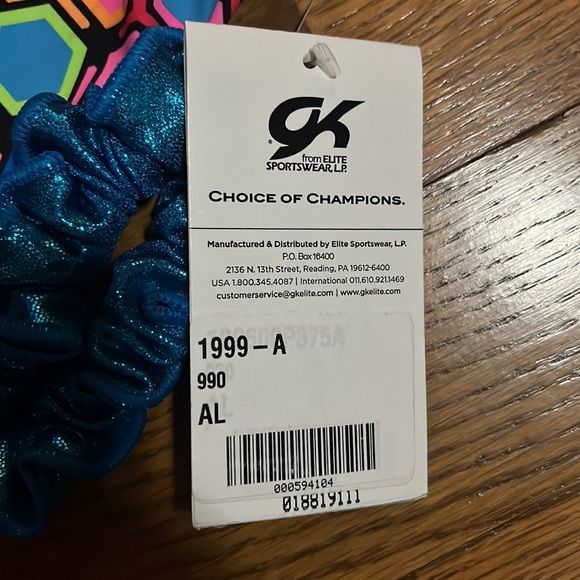 GK
® from ELITE
SPORTSWEAR, L.P.
CHOICE OF CHAMPIONS.
Manufactured & Distributed by Elite Sportswear, L.P.
P.O. Box 16400
2136 N. 13th Street, Reading, PA 19612-6400
USA 1.800.345.4087 | International 011.610.921.1469
customerservice@gkelite.com | www.gkelite.com
1999-A
990
AL
000594104
018819111